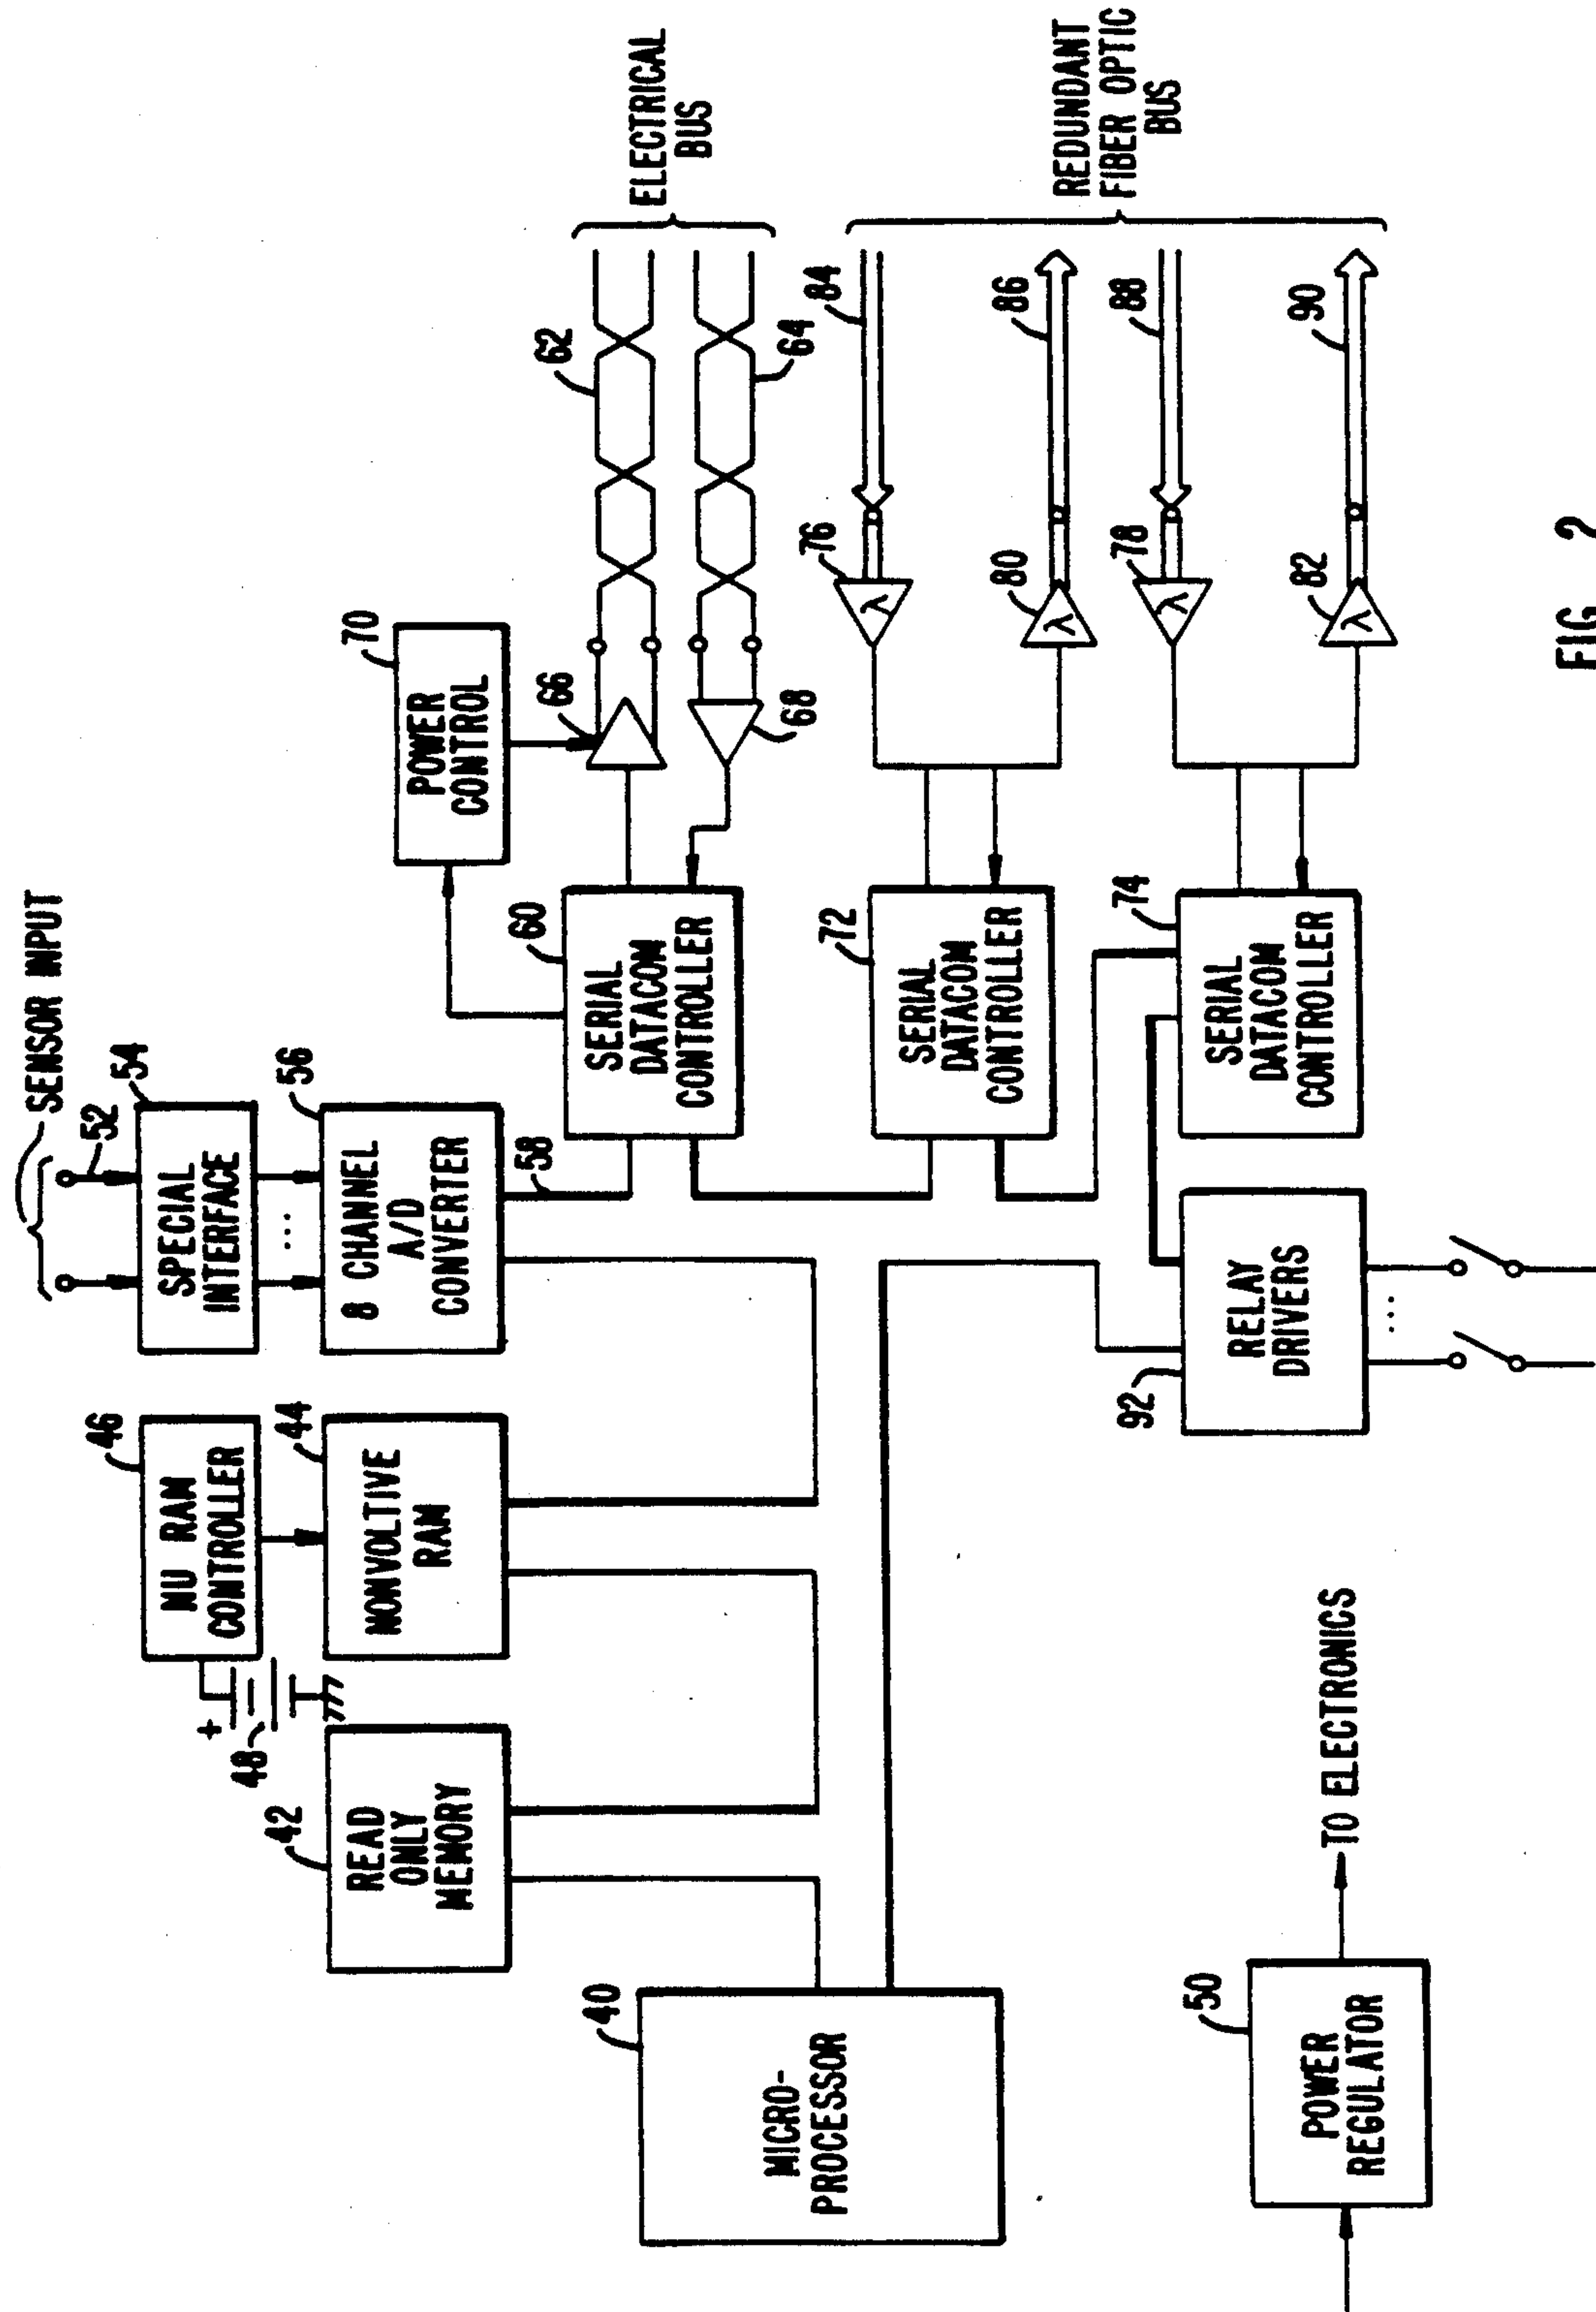 SENSOR INPUT
52
46
NU RAM
CONTROLLER
54
SPECIAL
INTERFACE
+
48
42
READ
ONLY
MEMORY
44
NONVOLTIVE
RAM
56
8 CHANNEL
A/D
CONVERTER
70
POWER
CONTROL
58
40
MICRO-
PROCESSOR
60
SERIAL
DATACOM
CONTROLLER
66
68
62
64
ELECTRICAL
BUS
72
SERIAL
DATACOM
CONTROLLER
76
λ
84
80
λ
86
REDUNDANT
FIBER OPTIC
BUS
74
SERIAL
DATACOM
CONTROLLER
78
λ
88
82
λ
90
92
RELAY
DRIVERS
50
POWER
REGULATOR
TO ELECTRONICS
FIG. 2